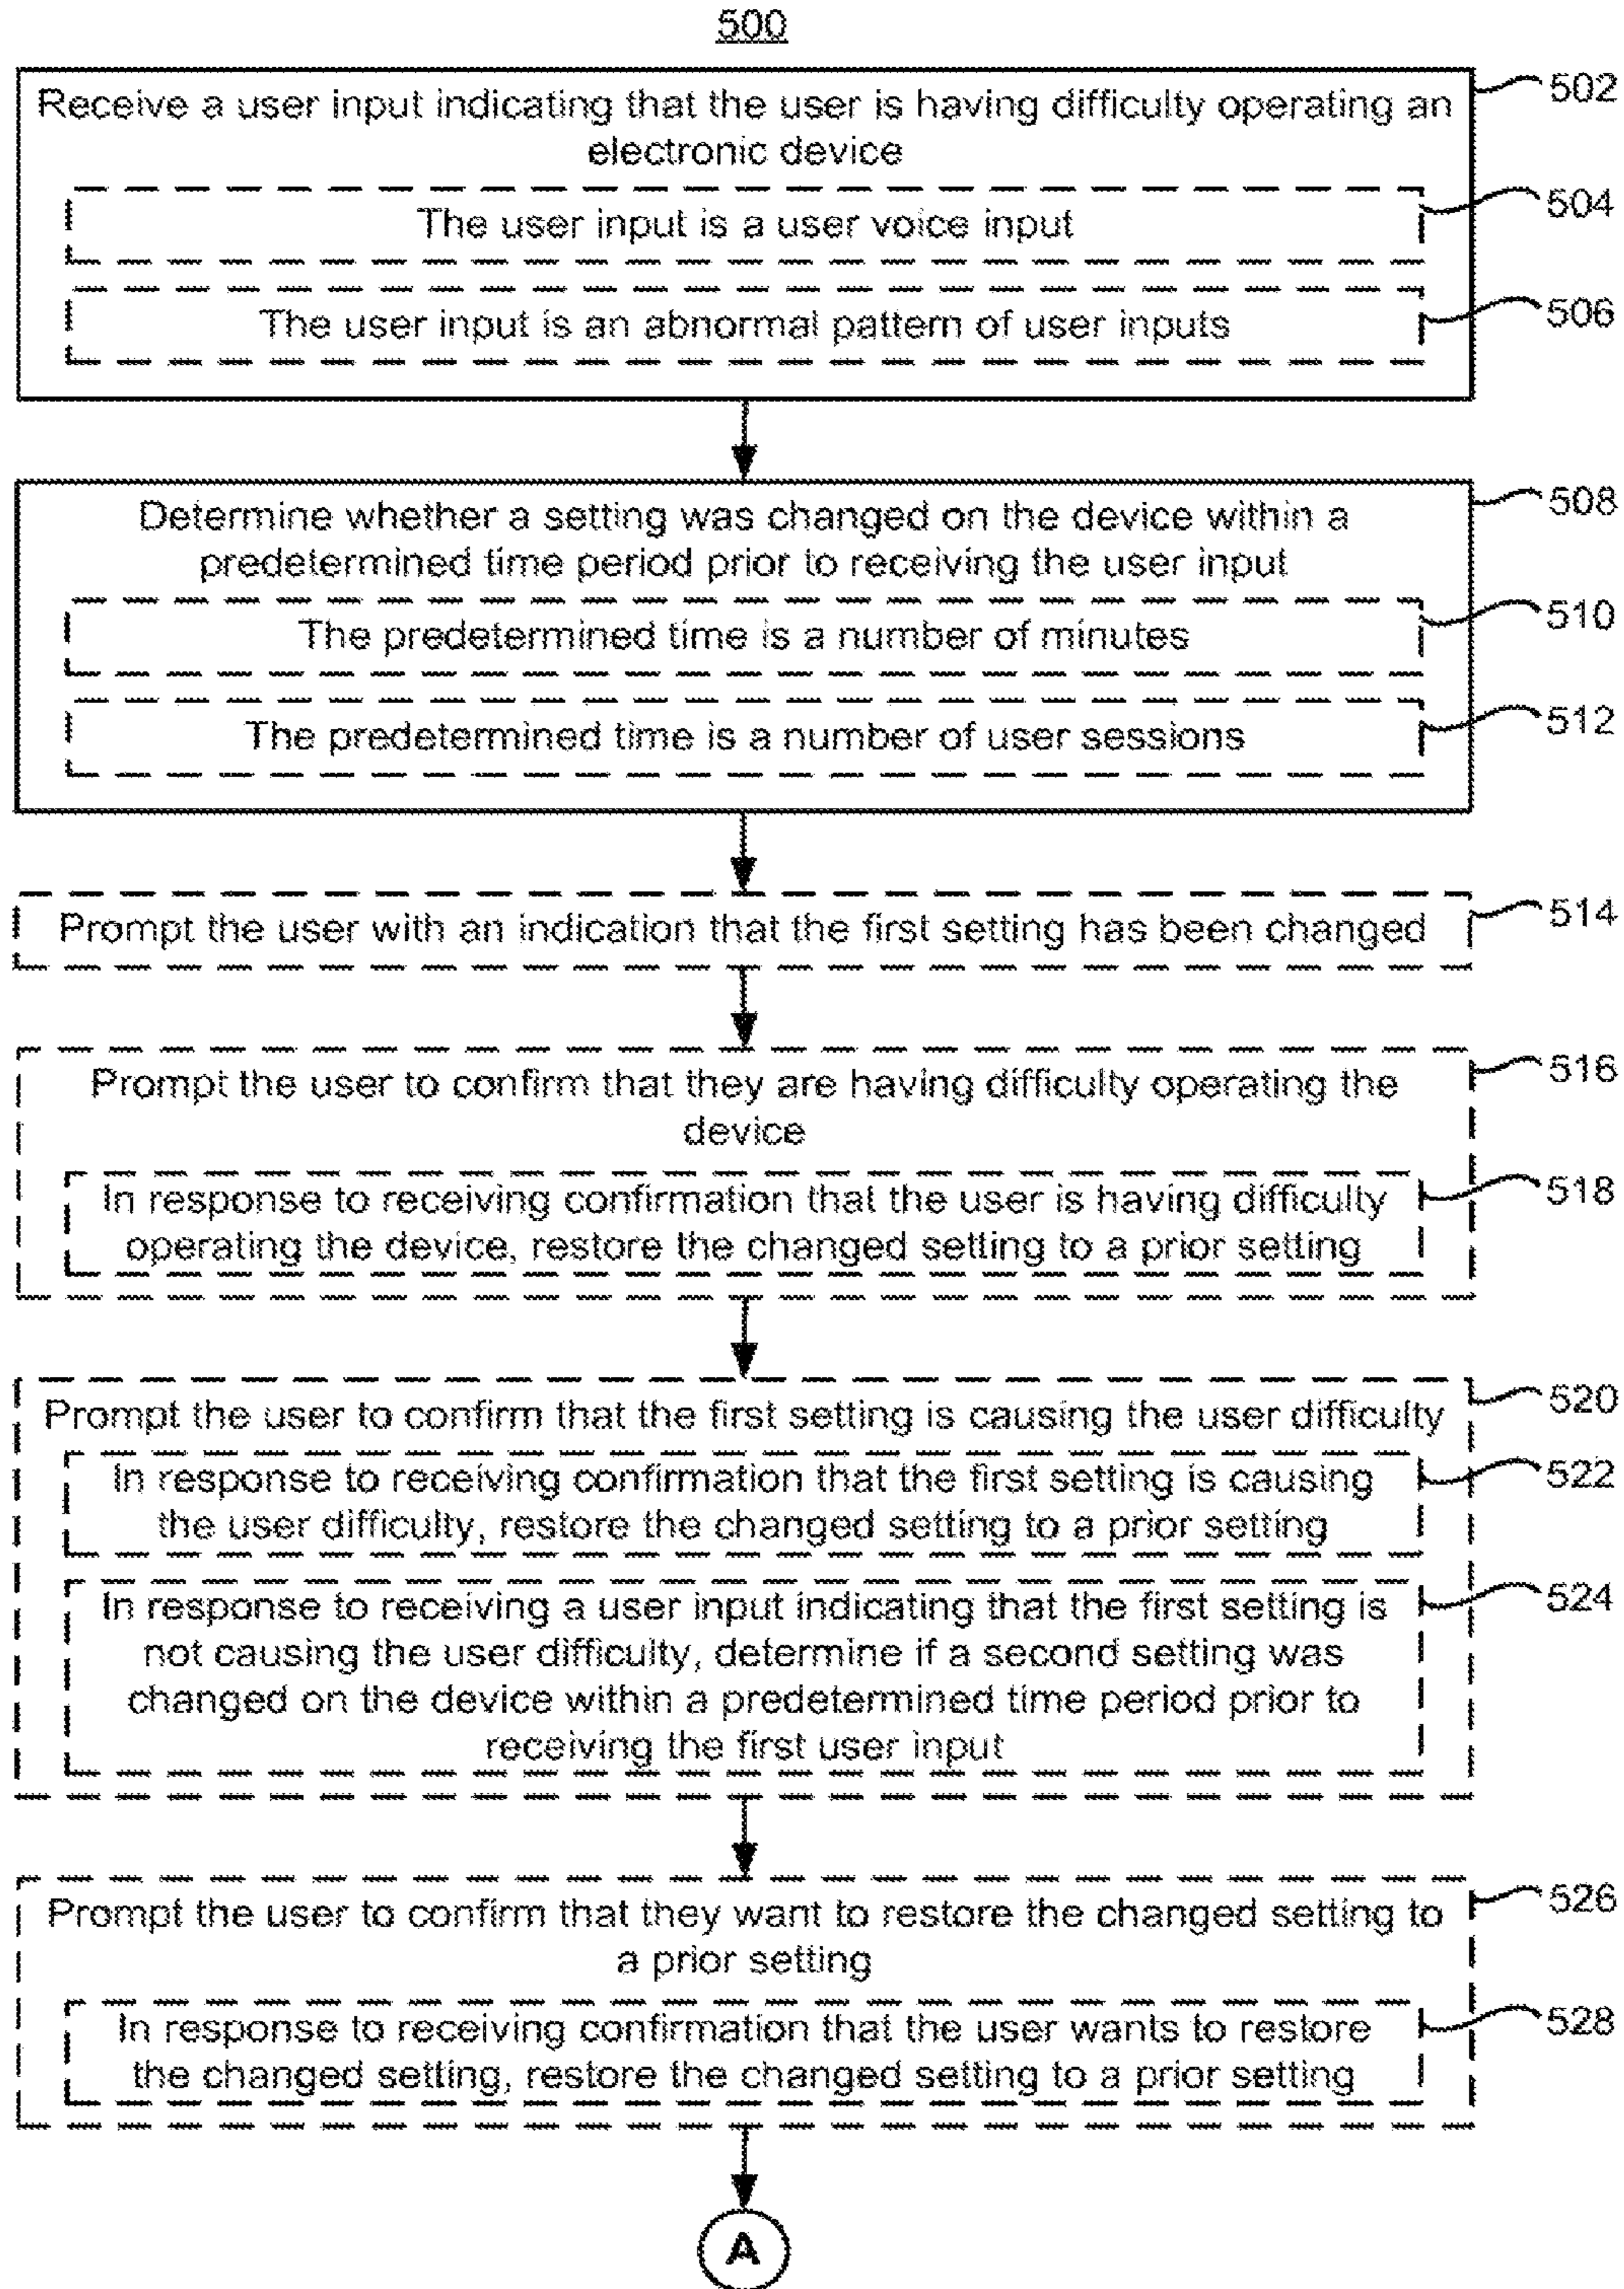 500
Receive a user input indicating that the user is having difficulty operating an
electronic device
502
The user input is a user voice input
504
The user input is an abnormal pattern of user inputs
506
Determine whether a setting was changed on the device within a
predetermined time period prior to receiving the user input
508
The predetermined time is a number of minutes
510
The predetermined time is a number of user sessions
512
Prompt the user with an indication that the first setting has been changed
514
Prompt the user to confirm that they are having difficulty operating the
device
516
In response to receiving confirmation that the user is having difficulty
operating the device, restore the changed setting to a prior setting
518
Prompt the user to confirm that the first setting is causing the user difficulty
520
In response to receiving confirmation that the first setting is causing
the user difficulty, restore the changed setting to a prior setting
522
In response to receiving a user input indicating that the first setting is
not causing the user difficulty, determine if a second setting was
changed on the device within a predetermined time period prior to
receiving the first user input
524
Prompt the user to confirm that they want to restore the changed setting to
a prior setting
526
In response to receiving confirmation that the user wants to restore
the changed setting, restore the changed setting to a prior setting
528
A